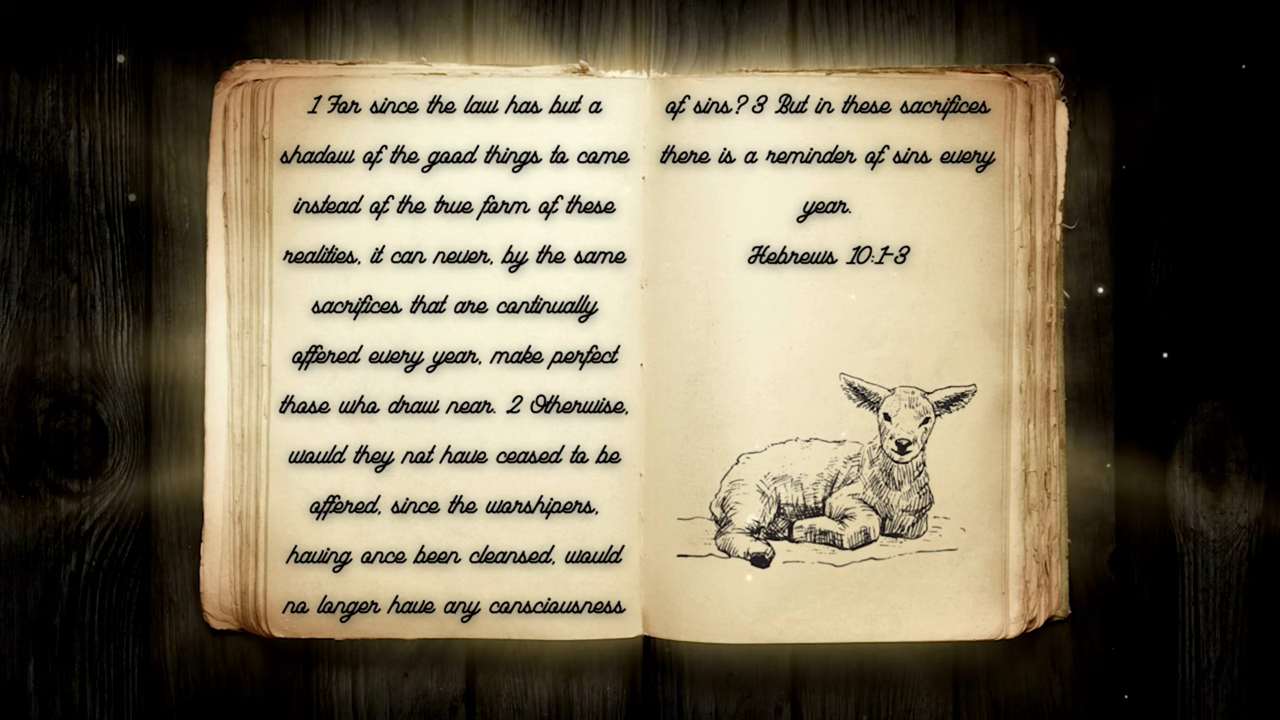 1 For since the law has but a
shadow of the good things to come
instead of the true form of these
realities, it can never, by the same
sacrifices that are continually
offered every year, make perfect
those who draw near. 2 Otherwise,
would they not have ceased to be
offered, since the worshipers,
having once been cleansed, would
no longer have any consciousness
of sins? 3 But in these sacrifices
there is a reminder of sins every
year.
Hebrews 10:1-3